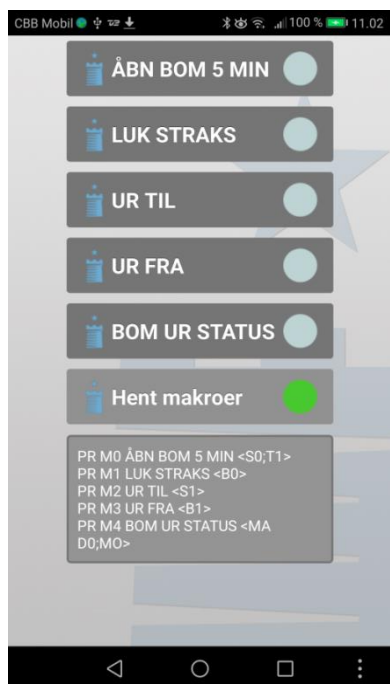 CBB Mobil 100 % 11.02
ÅBN BOM 5 MIN
LUK STRAKS
UR TIL
UR FRA
BOM UR STATUS
Hent makroer
PR M0 ÅBN BOM 5 MIN <S0;T1>
PR M1 LUK STRAKS <B0>
PR M2 UR TIL <S1>
PR M3 UR FRA <B1>
PR M4 BOM UR STATUS <MA
D0;MO>